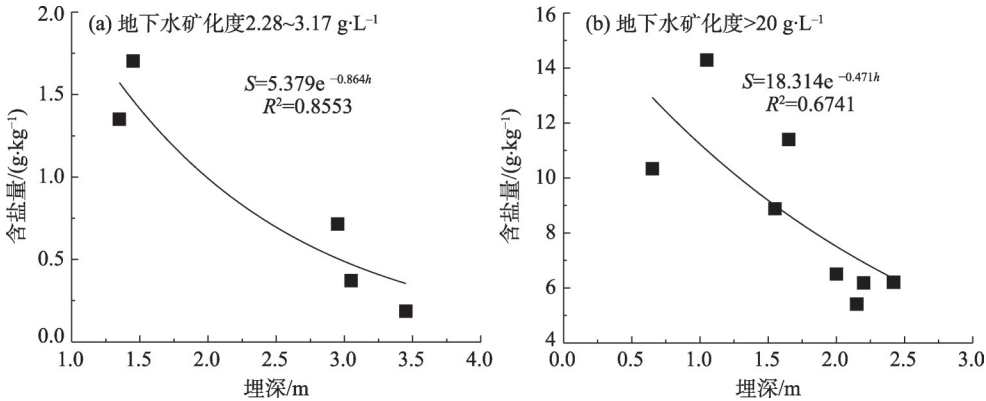 (a) 地下水矿化度2.28~3.17 g·L⁻¹
S=5.379e⁻⁰·⁸⁶⁴ʰ
R²=0.8553
含盐量/(g·kg⁻¹)
2.0
1.5
1.0
0.5
0.0
1.0 1.5 2.0 2.5 3.0 3.5 4.0
埋深/m
(b) 地下水矿化度>20 g·L⁻¹
S=18.314e⁻⁰·⁴⁷¹ʰ
R²=0.6741
含盐量/(g·kg⁻¹)
16
14
12
10
8
6
4
0.0 0.5 1.0 1.5 2.0 2.5 3.0
埋深/m